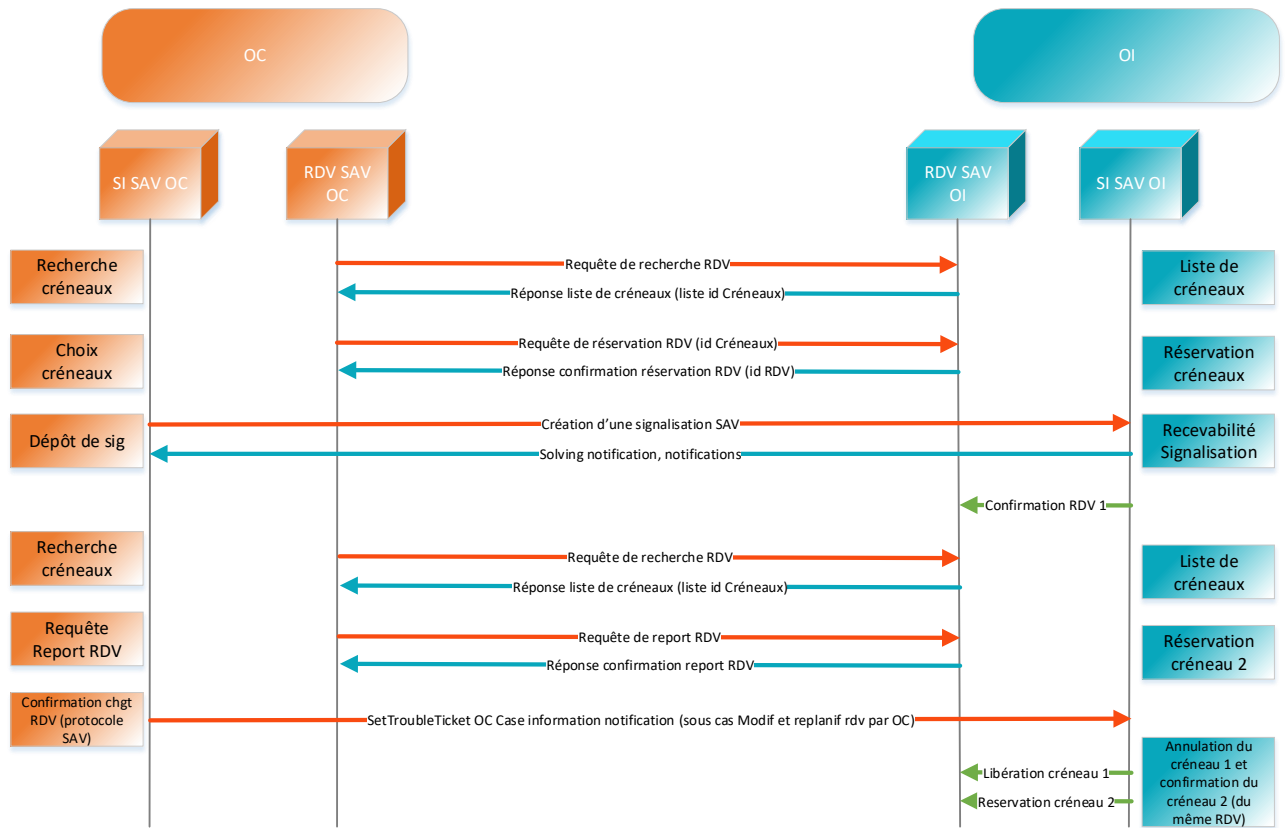 OC
OI
SI SAV OC
RDV SAV
OC
RDV SAV
OI
SI SAV OI
Recherche
créneaux
Requête de recherche RDV
Réponse liste de créneaux (liste id Créneaux)
Liste de
créneaux
Choix
créneaux
Requête de réservation RDV (id Créneaux)
Réponse confirmation réservation RDV (id RDV)
Réservation
créneaux
Dépôt de sig
Création d’une signalisation SAV
Solving notification, notifications
Recevabilité
Signalisation
Confirmation RDV 1
Recherche
créneaux
Requête de recherche RDV
Réponse liste de créneaux (liste id Créneaux)
Liste de
créneaux
Requête
Report RDV
Requête de report RDV
Réponse confirmation report RDV
Réservation
créneau 2
Confirmation chgt
RDV (protocole
SAV)
SetTroubleTicket OC Case information notification (sous cas Modif et replanif rdv par OC)
Libération créneau 1
Reservation créneau 2
Annulation du
créneau 1 et
confirmation du
créneau 2 (du
même RDV)